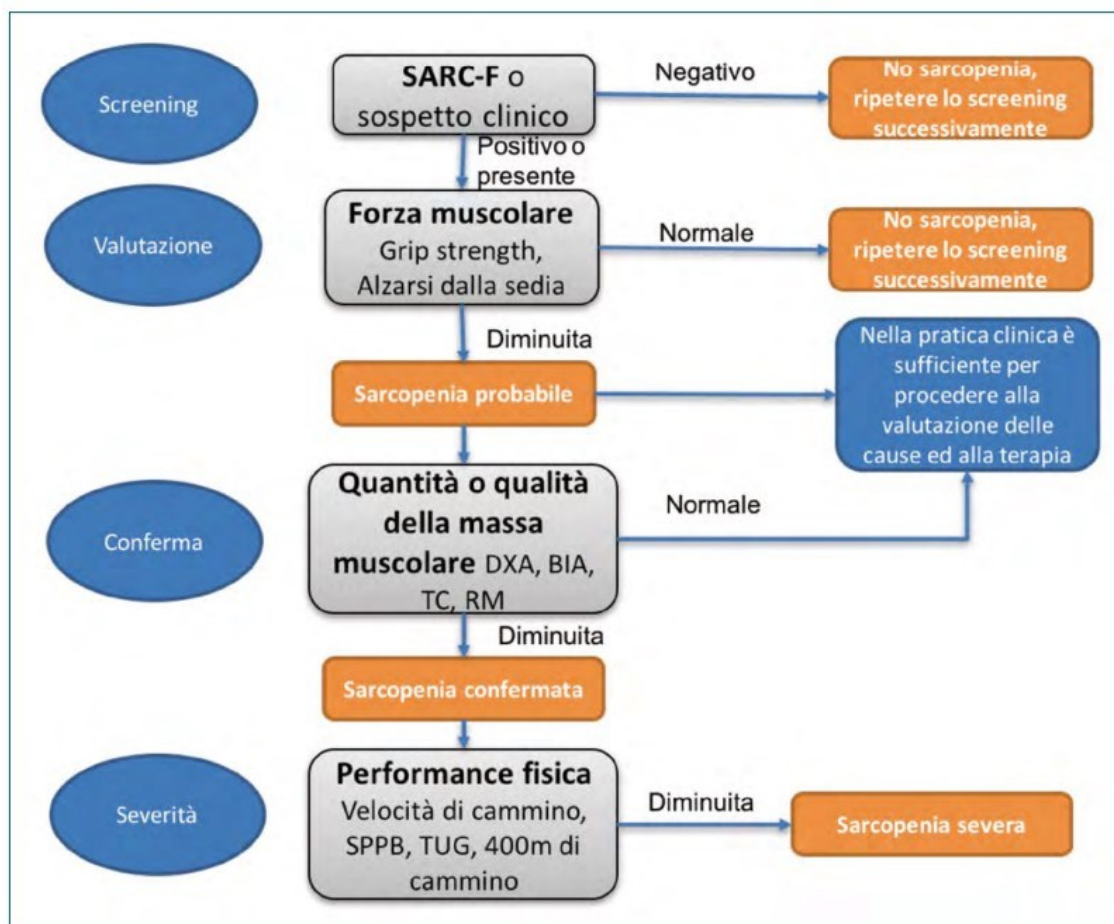 Screening
SARC-F o
sospetto clinico
Negativo
No sarcopenia,
ripetere lo screening
successivamente
Positivo o
presente
Valutazione
Forza muscolare
Grip strength,
Alzarsi dalla sedia
Normale
No sarcopenia,
ripetere lo screening
successivamente
Diminuita
Sarcopenia probabile
Nella pratica clinica è
sufficiente per
procedere alla
valutazione delle
cause ed alla terapia
Conferma
Quantità o qualità
della massa
muscolare DXA, BIA,
TC, RM
Normale
Diminuita
Sarcopenia confermata
Severità
Performance fisica
Velocità di cammino,
SPPB, TUG, 400m di
cammino
Diminuita
Sarcopenia severa